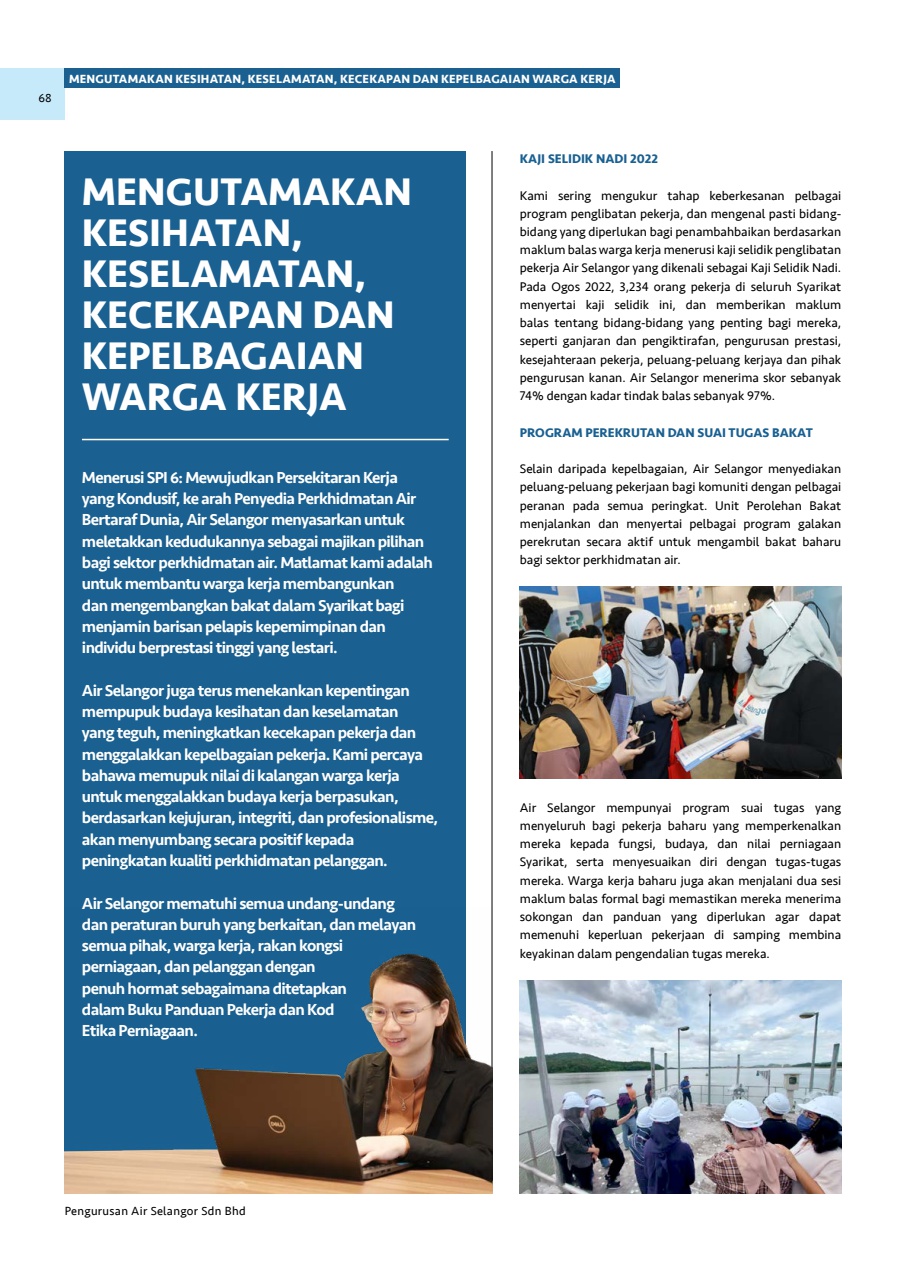 MENGUTAMAKAN KESIHATAN, KESELAMATAN, KECEKAPAN DAN KEPELBAGAIAN WARGA KERJA
68
MENGUTAMAKAN
KESIHATAN,
KESELAMATAN,
KECEKAPAN DAN
KEPELBAGAIAN
WARGA KERJA
Menerusi SPI 6: Mewujudkan Persekitaran Kerja
yang Kondusif, ke arah Penyedia Perkhidmatan Air
Bertaraf Dunia, Air Selangor menyasarkan untuk
meletakkan kedudukannya sebagai majikan pilihan
bagi sektor perkhidmatan air. Matlamat kami adalah
untuk membantu warga kerja membangunkan
dan mengembangkan bakat dalam Syarikat bagi
menjamin barisan pelapis kepemimpinan dan
individu berprestasi tinggi yang lestari.
Air Selangor juga terus menekankan kepentingan
mempupuk budaya kesihatan dan keselamatan
yang teguh, meningkatkan kecekapan pekerja dan
menggalakkan kepelbagaian pekerja. Kami percaya
bahawa memupuk nilai di kalangan warga kerja
untuk menggalakkan budaya kerja berpasukan,
berdasarkan kejujuran, integriti, dan profesionalisme,
akan menyumbang secara positif kepada
peningkatan kualiti perkhidmatan pelanggan.
Air Selangor mematuhi semua undang-undang
dan peraturan buruh yang berkaitan, dan melayan
semua pihak, warga kerja, rakan kongsi
perniagaan, dan pelanggan dengan
penuh hormat sebagaimana ditetapkan
dalam Buku Panduan Pekerja dan Kod
Etika Perniagaan.
DELL
KAJI SELIDIK NADI 2022
Kami sering mengukur tahap keberkesanan pelbagai
program penglibatan pekerja, dan mengenal pasti bidang-
bidang yang diperlukan bagi penambahbaikan berdasarkan
maklum balas warga kerja menerusi kaji selidik penglibatan
pekerja Air Selangor yang dikenali sebagai Kaji Selidik Nadi.
Pada Ogos 2022, 3,234 orang pekerja di seluruh Syarikat
menyertai kaji selidik ini, dan memberikan maklum
balas tentang bidang-bidang yang penting bagi mereka,
seperti ganjaran dan pengiktirafan, pengurusan prestasi,
kesejahteraan pekerja, peluang-peluang kerjaya dan pihak
pengurusan kanan. Air Selangor menerima skor sebanyak
74% dengan kadar tindak balas sebanyak 97%.
PROGRAM PEREKRUTAN DAN SUAI TUGAS BAKAT
Selain daripada kepelbagaian, Air Selangor menyediakan
peluang-peluang pekerjaan bagi komuniti dengan pelbagai
peranan pada semua peringkat. Unit Perolehan Bakat
menjalankan dan menyertai pelbagai program galakan
perekrutan secara aktif untuk mengambil bakat baharu
bagi sektor perkhidmatan air.
Air Selangor mempunyai program suai tugas yang
menyeluruh bagi pekerja baharu yang memperkenalkan
mereka kepada fungsi, budaya, dan nilai perniagaan
Syarikat, serta menyesuaikan diri dengan tugas-tugas
mereka. Warga kerja baharu juga akan menjalani dua sesi
maklum balas formal bagi memastikan mereka menerima
sokongan dan panduan yang diperlukan agar dapat
memenuhi keperluan pekerjaan di samping membina
keyakinan dalam pengendalian tugas mereka.
Pengurusan Air Selangor Sdn Bhd